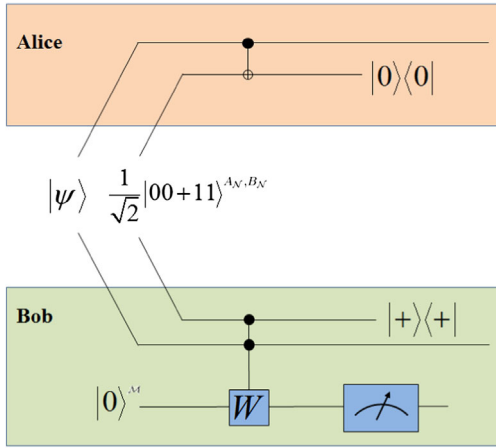 Alice
|0⟩⟨0|
|ψ⟩ 1/√2 |00+11⟩^{A_𝒩,B_𝒩}
|+⟩⟨+|
Bob
|0⟩^ℳ
W